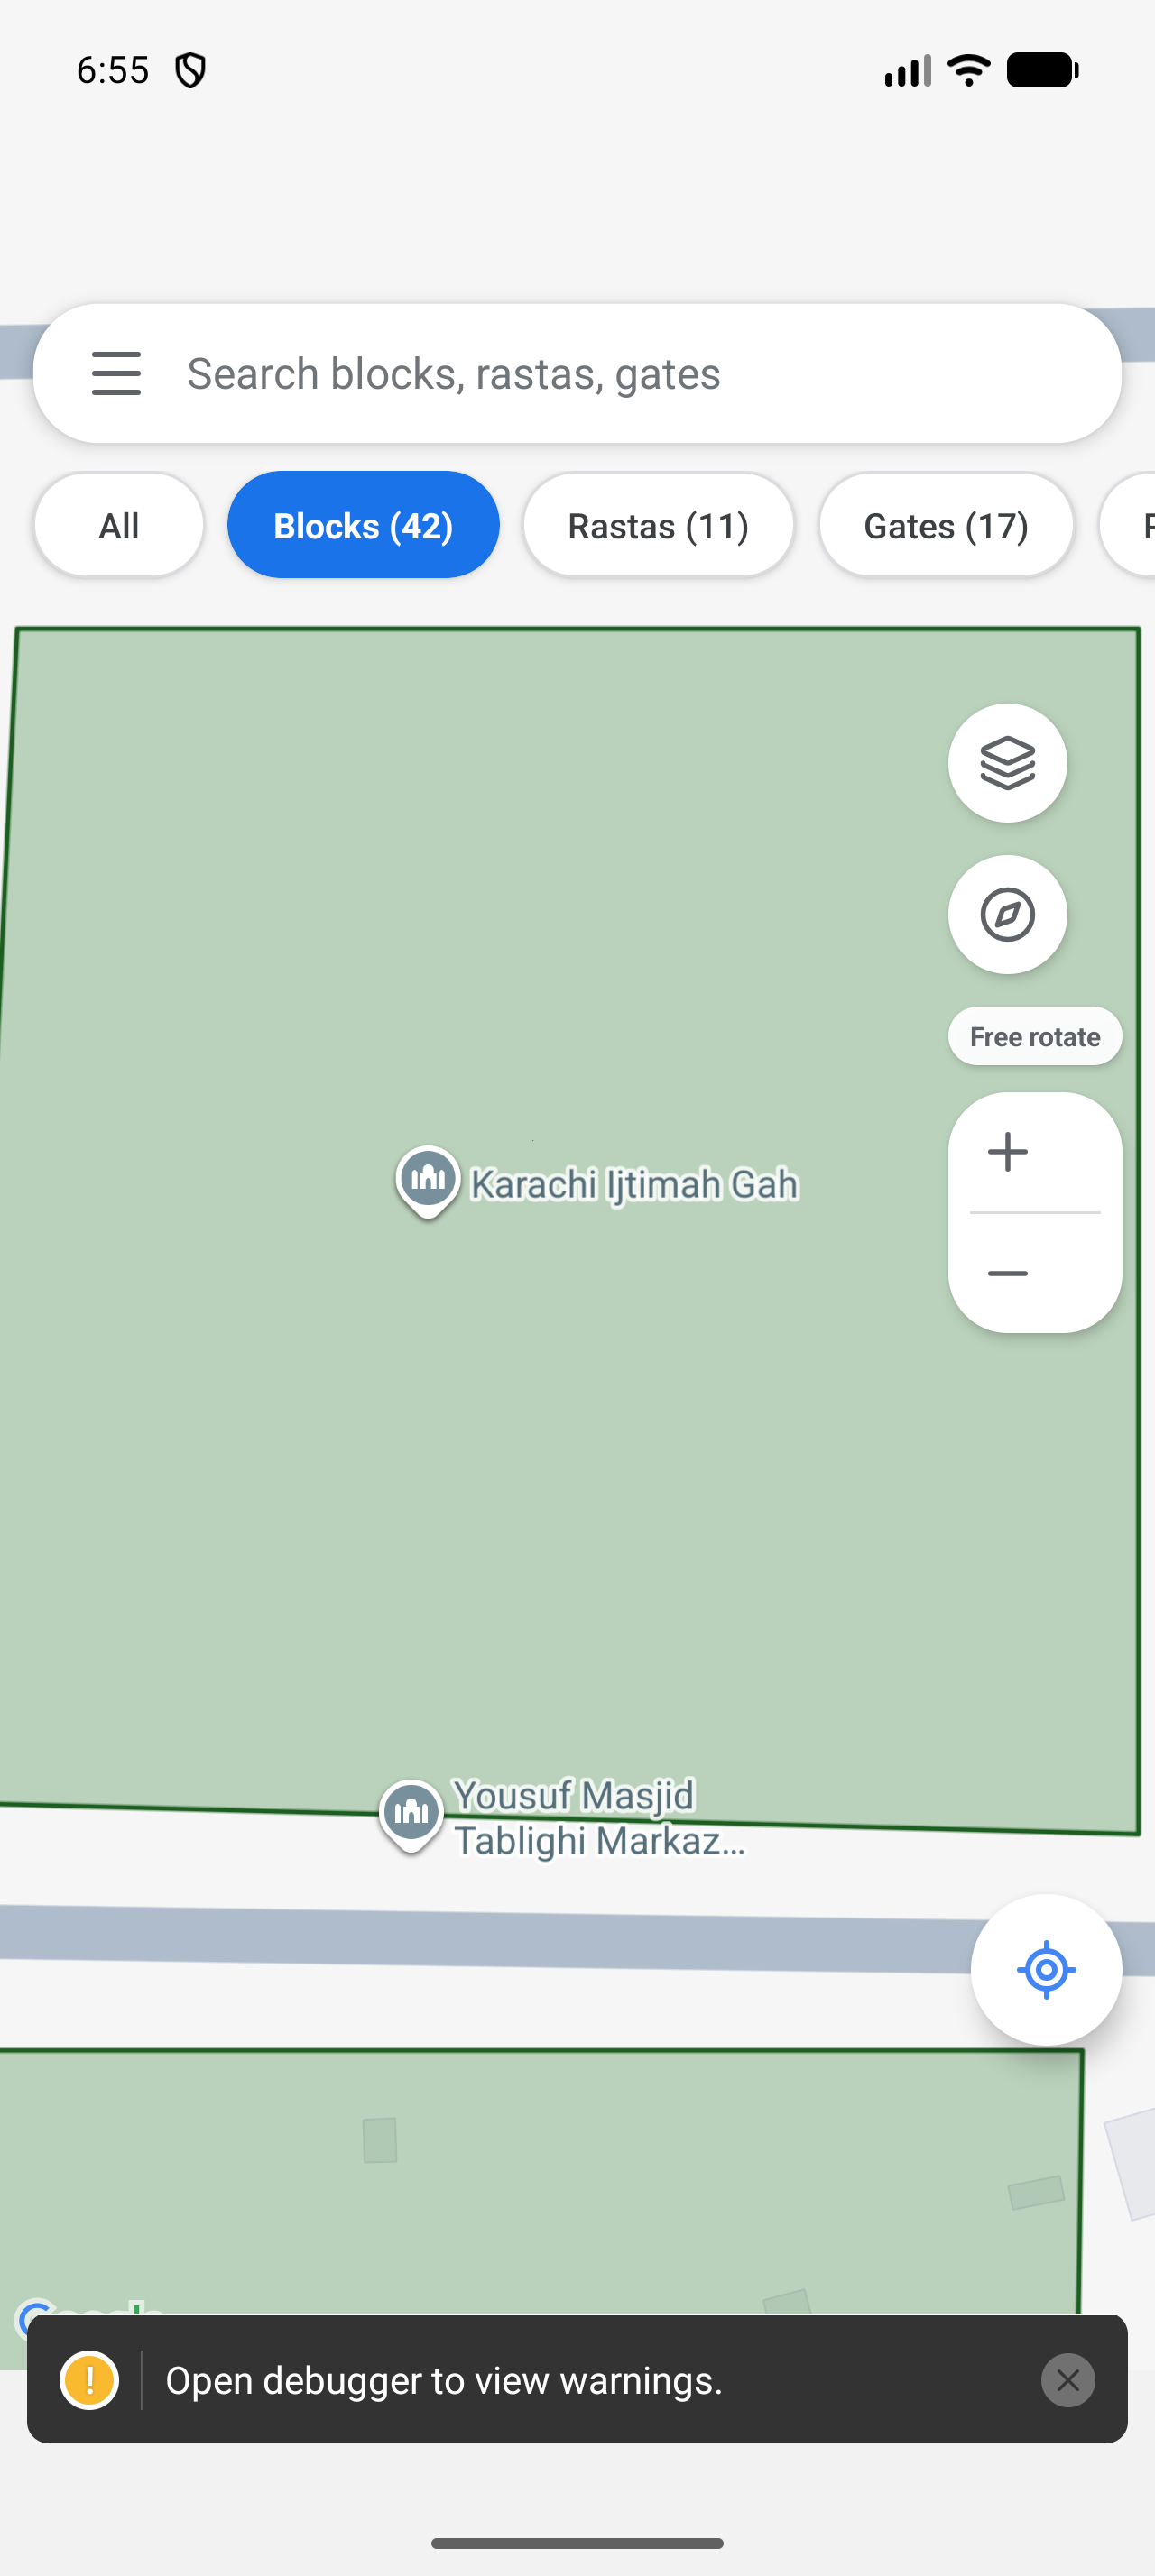 6:55
Search blocks, rastas, gates
All
Blocks (42)
Rastas (11)
Gates (17)
Free rotate
Karachi Ijtimah Gah
Yousuf Masjid
Tablighi Markaz...
Open debugger to view warnings.